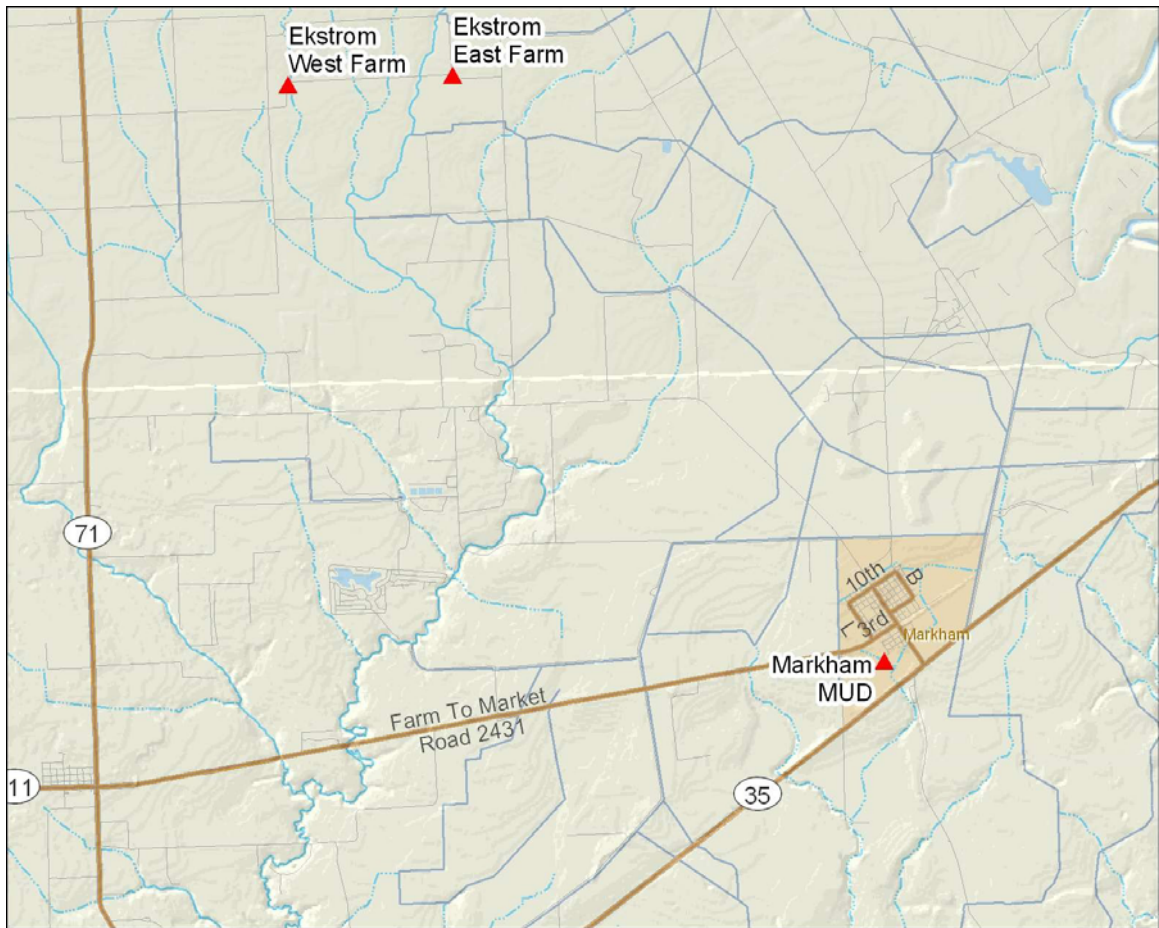 Ekstrom
West Farm
Ekstrom
East Farm
71
10th
B
L
3rd
Markham
Markham
MUD
Farm To Market
Road 2431
11
35